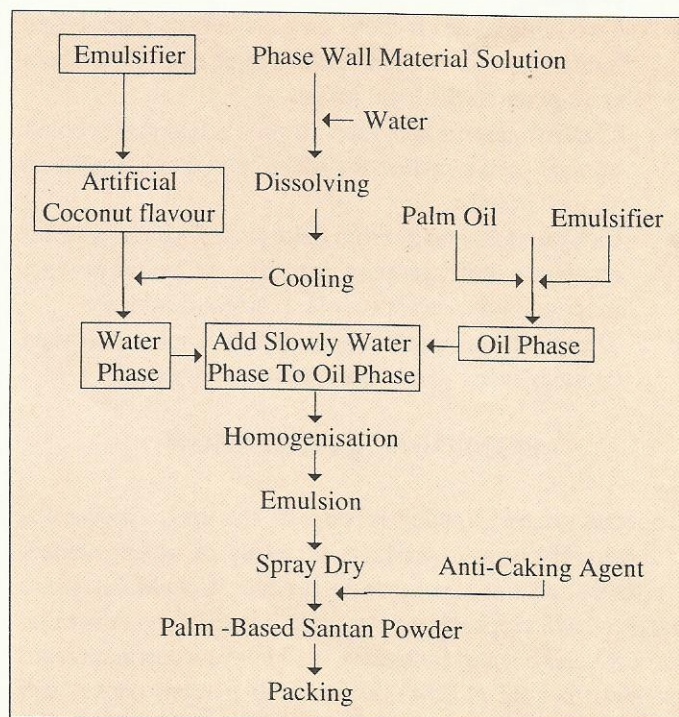 Emulsifier
Phase Wall Material Solution
Water
Artificial
Coconut flavour
Dissolving
Palm Oil
Emulsifier
Cooling
Water
Phase
Add Slowly Water
Phase To Oil Phase
Oil Phase
Homogenisation
Emulsion
Spray Dry
Anti-Caking Agent
Palm -Based Santan Powder
Packing